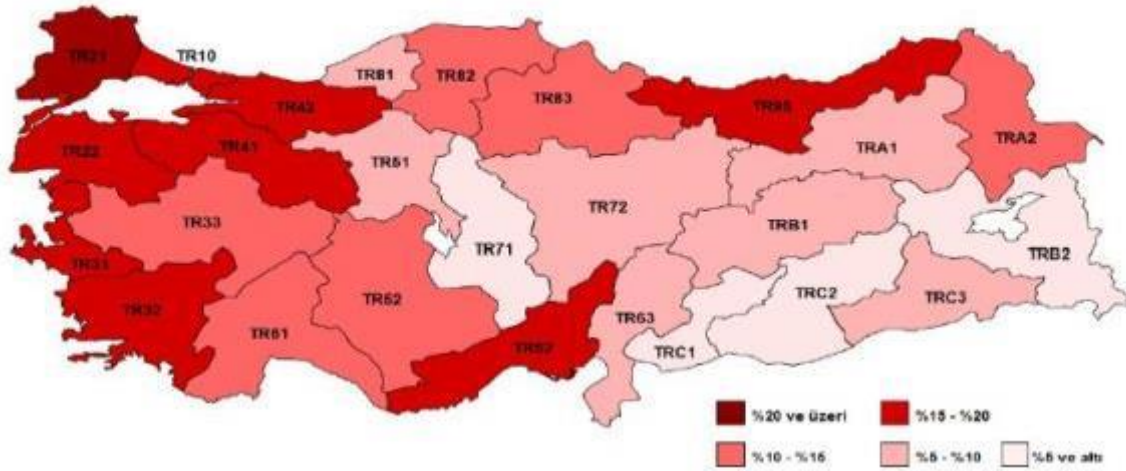 TR21
TR10
TR81
TR82
TR83
TR90
TR42
TRA1
TRA2
TR22
TR41
TR51
TR72
TRB1
TR33
TR71
TRB2
TR31
TR32
TR52
TRC2
TRC3
TR61
TR62
TR63
TRC1
%20 ve üzeri
%15 - %20
%10 - %15
%5 - %10
%5 ve altı